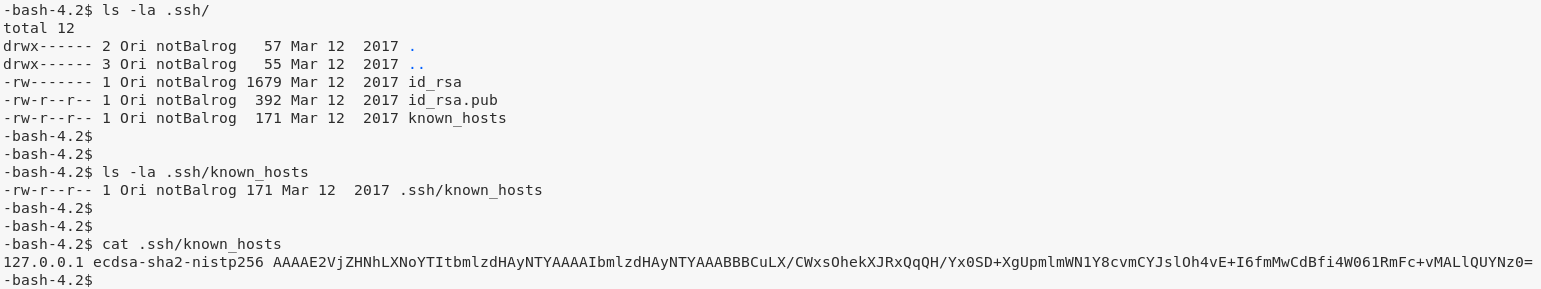 -bash-4.2$ ls -la .ssh/
total 12
drwx------ 2 Ori notBalrog   57 Mar 12  2017 .
drwx------ 3 Ori notBalrog   55 Mar 12  2017 ..
-rw------- 1 Ori notBalrog 1679 Mar 12  2017 id_rsa
-rw-r--r-- 1 Ori notBalrog  392 Mar 12  2017 id_rsa.pub
-rw-r--r-- 1 Ori notBalrog  171 Mar 12  2017 known_hosts
-bash-4.2$
-bash-4.2$
-bash-4.2$ ls -la .ssh/known_hosts
-rw-r--r-- 1 Ori notBalrog 171 Mar 12  2017 .ssh/known_hosts
-bash-4.2$
-bash-4.2$
-bash-4.2$ cat .ssh/known_hosts
127.0.0.1 ecdsa-sha2-nistp256 AAAAE2VjZHNhLXNoYTItbmlzdHAyNTYAAAAIbmlzdHAyNTYAAABBBCuLX/CWxsOhekXJRxQqQH/Yx0SD+XgUpmlmWN1Y8cvmCYJslOh4vE+I6fmMwCdBfi4W061RmFc+vMALlQUYNz0=
-bash-4.2$